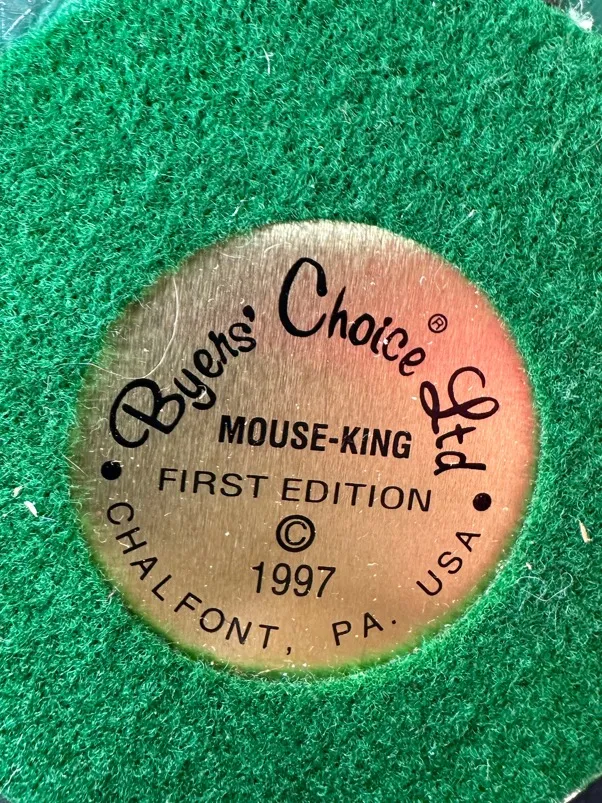 Byers' Choice® Ltd
MOUSE-KING
FIRST EDITION
©
1997
• CHALFONT, PA. USA •